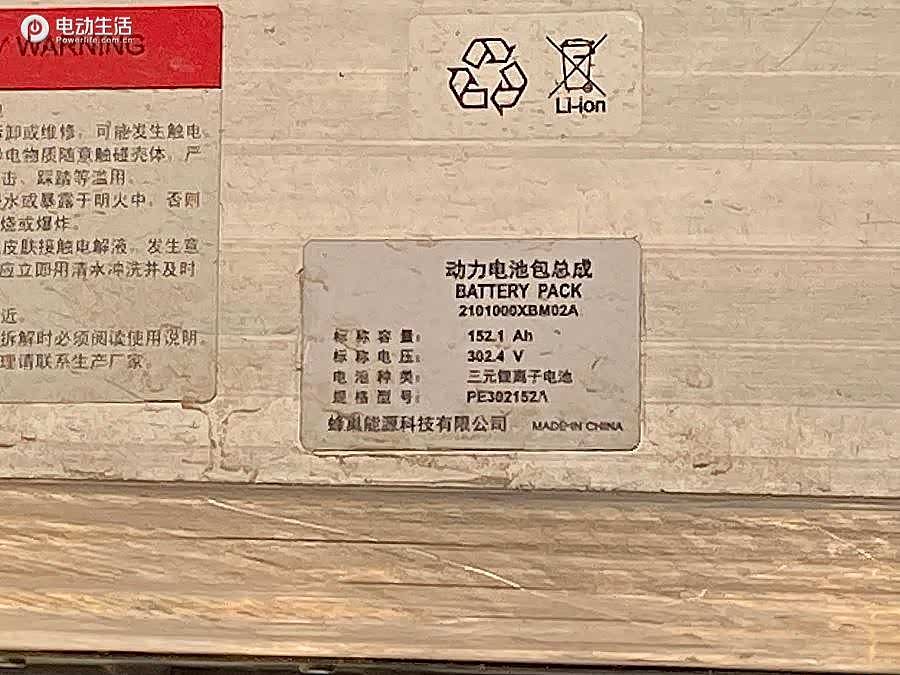 电动生活
Powerlife.com.cn
WARNING
卸或维修，可能发生触电。
电物质随意触碰壳体，严
击、踩踏等滥用。
水或暴露于明火中，否则
烧或爆炸。
皮肤接触电解液，发生意
应立即用清水冲洗并及时
近。
拆解时必须阅读使用说明。
理请联系生产厂家。
Li-ion
动力电池包总成
BATTERY PACK
2101000XBM02A
标称容量： 152.1 Ah
标称电压： 302.4 V
电池种类： 三元锂离子电池
规格型号： PE302152A
蜂巢能源科技有限公司 MADE IN CHINA